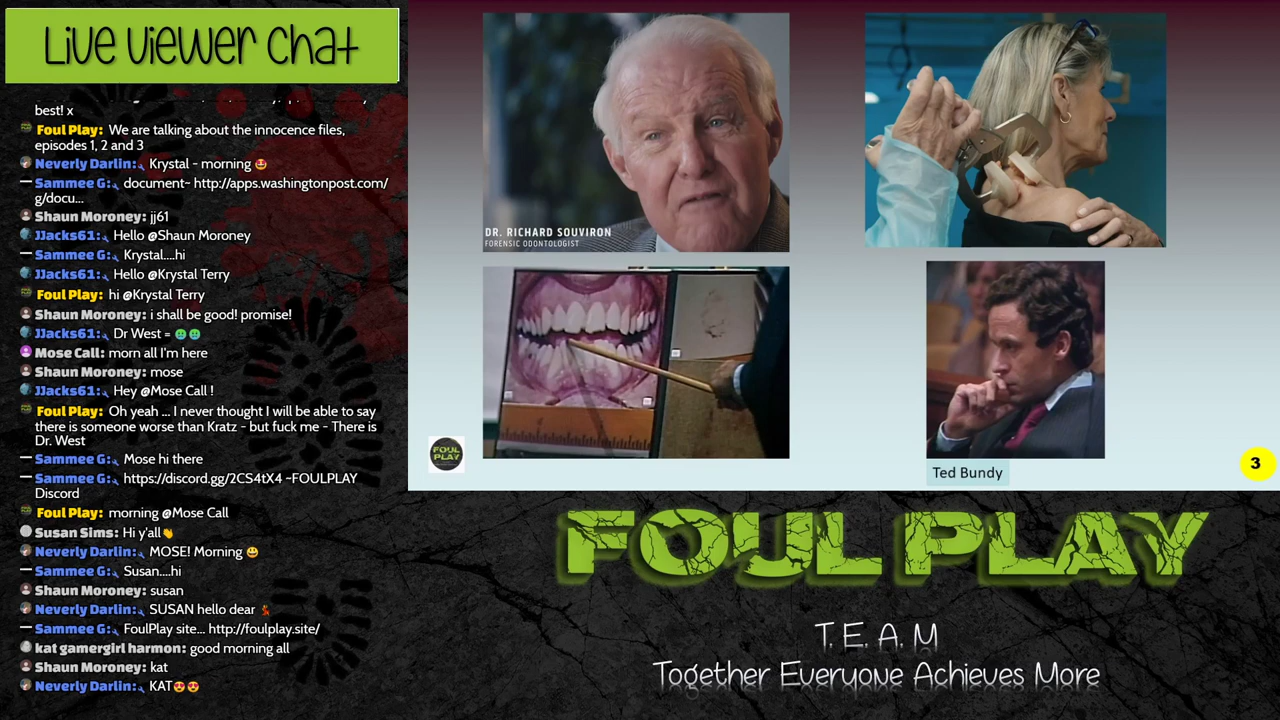 Live viewer chat
best! x
Foul Play: We are talking about the innocence files,
episodes 1, 2 and 3
Neverly Darlin: Krystal - morning 🤩
Sammee G: document~ http://apps.washingtonpost.com/
g/docu...
Shaun Moroney: jj61
JJacks61: Hello @Shaun Moroney
Sammee G: Krystal....hi
JJacks61: Hello @Krystal Terry
Foul Play: hi @Krystal Terry
Shaun Moroney: i shall be good! promise!
JJacks61: Dr West = 🤢🤢
Mose Call: morn all I'm here
Shaun Moroney: mose
JJacks61: Hey @Mose Call !
Foul Play: Oh yeah ... I never thought I will be able to say
there is someone worse than Kratz - but fuck me - There is
Dr. West
Sammee G: Mose hi there
Sammee G: https://discord.gg/2CS4tX4 ~FOULPLAY
Discord
Foul Play: morning @Mose Call
Susan Sims: Hi y'all👋
Neverly Darlin: MOSE! Morning 😃
Sammee G: Susan....hi
Shaun Moroney: susan
Neverly Darlin: SUSAN hello dear 💃
Sammee G: FoulPlay site... http://foulplay.site/
kat gamergirl harmon: good morning all
Shaun Moroney: kat
Neverly Darlin: KAT😍😍
DR. RICHARD SOUVIRON
FORENSIC ODONTOLOGIST
FOUL
PLAY
Ted Bundy
3
FOUL PLAY
T. E. A. M
Together Everyone Achieves More